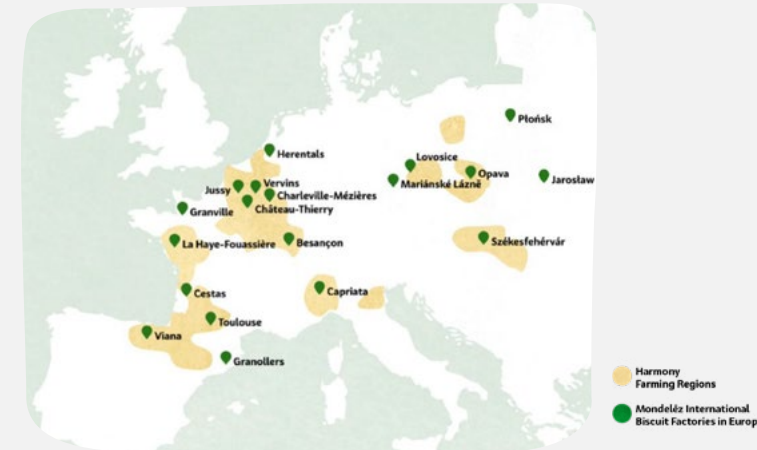 Płońsk
Herentals
Lovosice
Opava
Jarosław
Mariánské Lázně
Jussy
Vervins
Charleville-Mézières
Château-Thierry
Granville
La Haye-Fouassière
Besançon
Székesfehérvár
Cestas
Capriata
Toulouse
Viana
Granollers
Harmony
Farming Regions
Mondelēz International
Biscuit Factories in Europ